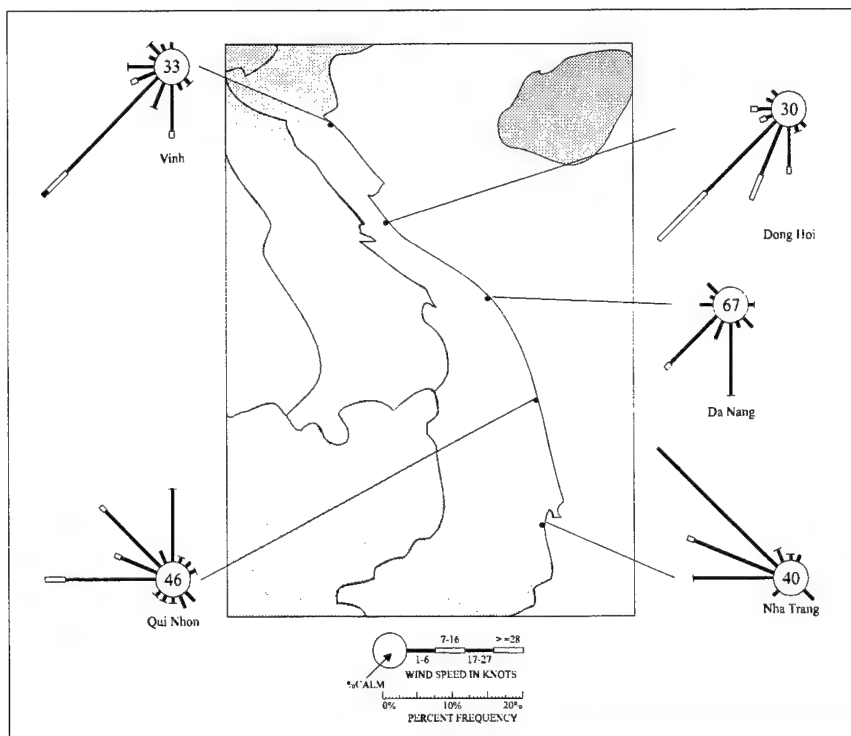 33
Vinh
30
Dong Hoi
67
Da Nang
46
Qui Nhon
40
Nha Trang
7-16 >=28
1-6 17-27
%CALM
WIND SPEED IN KNOTS
0% 10% 20%
PERCENT FREQUENCY